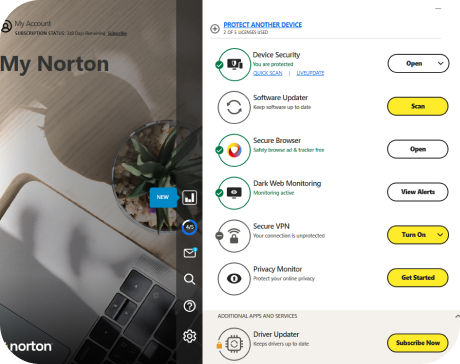 My Account
SUBSCRIPTION STATUS: 348 Days Remaining Subscribe
My Norton
NEW
4/5
norton
PROTECT ANOTHER DEVICE
2 OF 5 LICENSES USED
Device Security
You are protected
QUICK SCAN | LIVEUPDATE
Open
Software Updater
Keep software up to date
Scan
Secure Browser
Safely browse ad & tracker free
Open
Dark Web Monitoring
Monitoring active
View Alerts
Secure VPN
Your connection is unprotected
Turn On
Privacy Monitor
Protect your online privacy
Get Started
ADDITIONAL APPS AND SERVICES
Driver Updater
Keeps drivers up to date
Subscribe Now